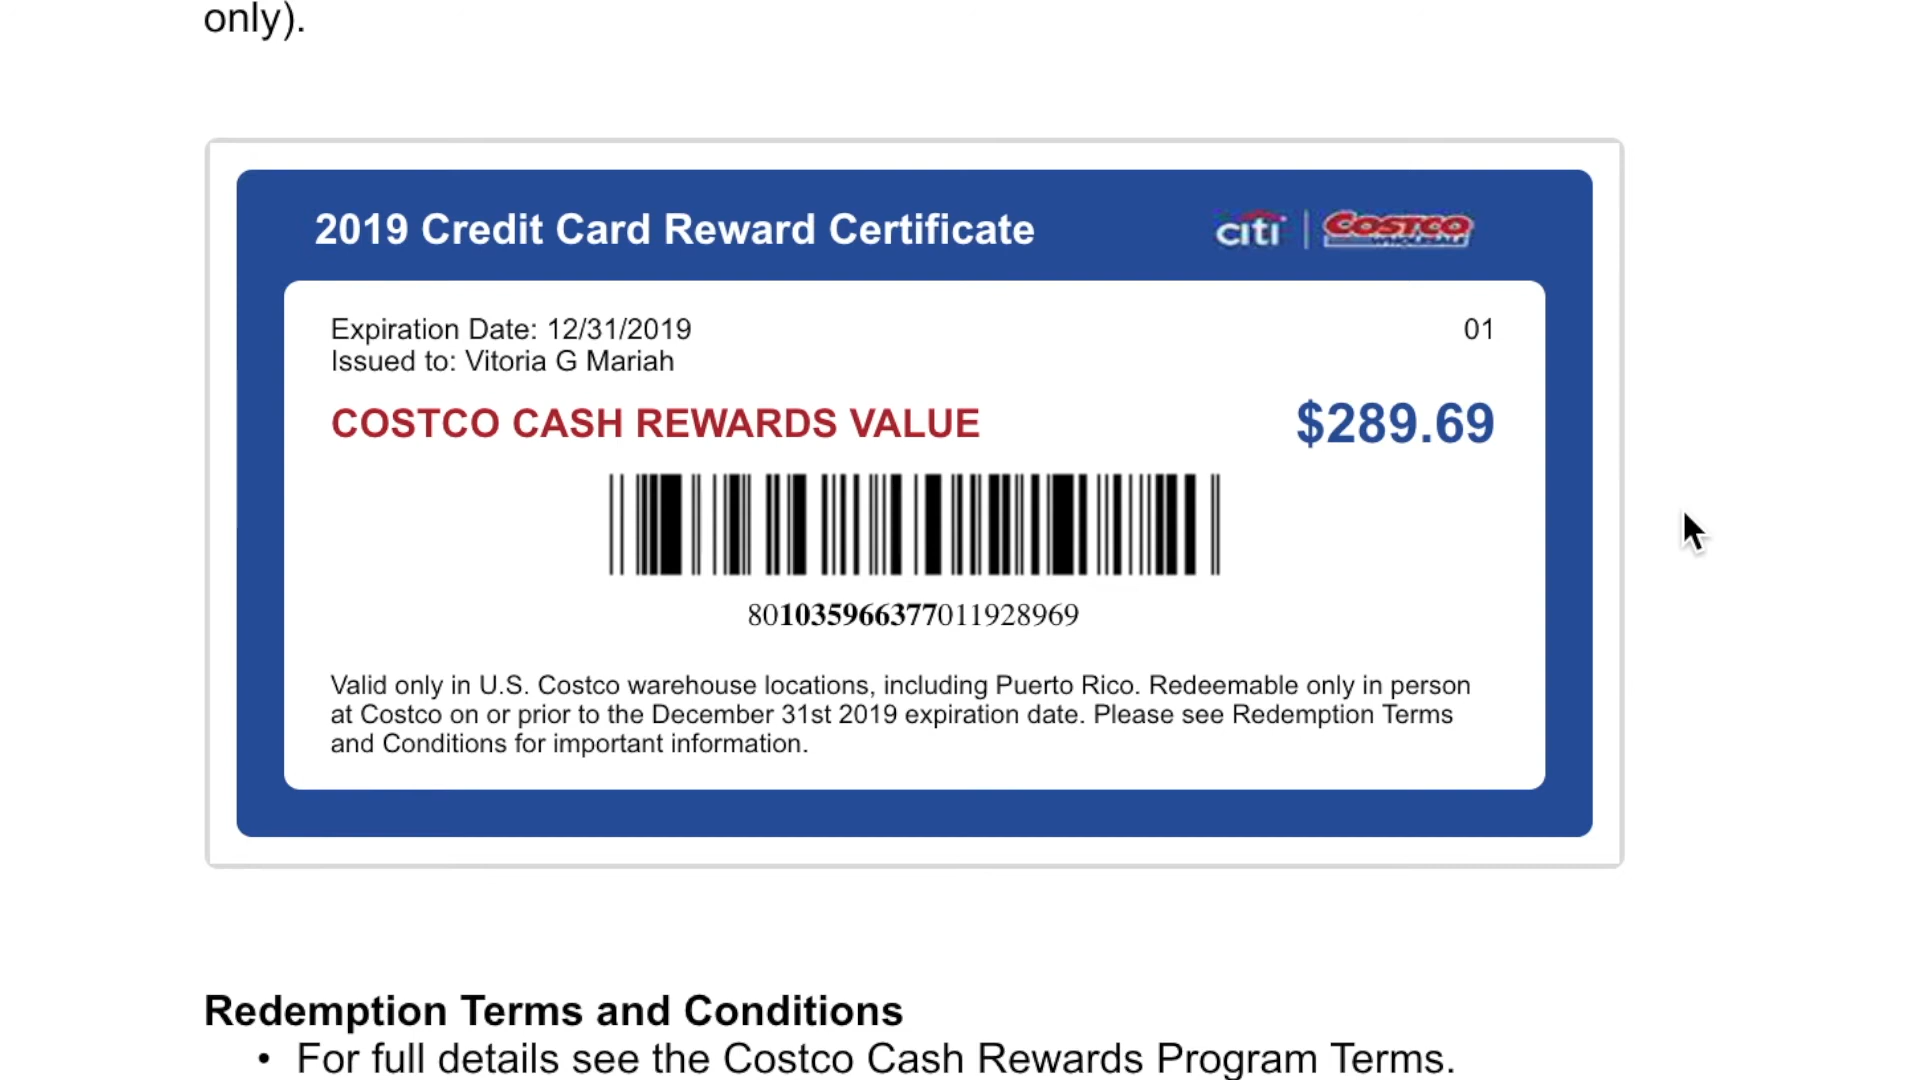 only).
2019 Credit Card Reward Certificate
citi | COSTCO WHOLESALE
Expiration Date: 12/31/2019
01
Issued to: Vitoria G Mariah
COSTCO CASH REWARDS VALUE
$289.69
801035966377011928969
Valid only in U.S. Costco warehouse locations, including Puerto Rico. Redeemable only in person
at Costco on or prior to the December 31st 2019 expiration date. Please see Redemption Terms
and Conditions for important information.
Redemption Terms and Conditions
• For full details see the Costco Cash Rewards Program Terms.